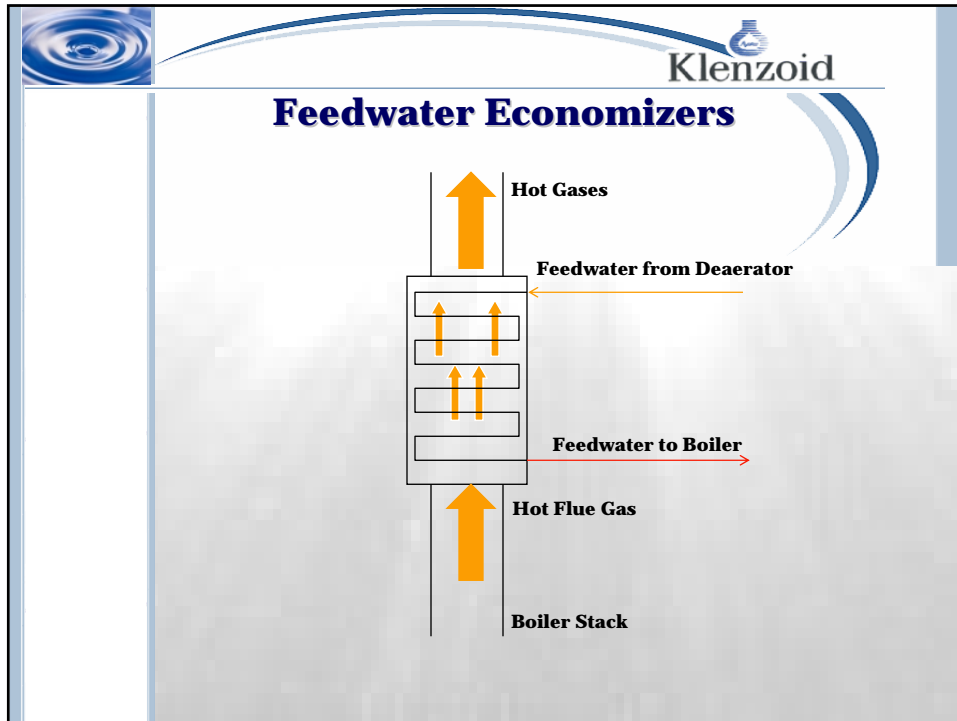 Klenzoid
Feedwater Economizers
Hot Gases
Feedwater from Deaerator
Feedwater to Boiler
Hot Flue Gas
Boiler Stack